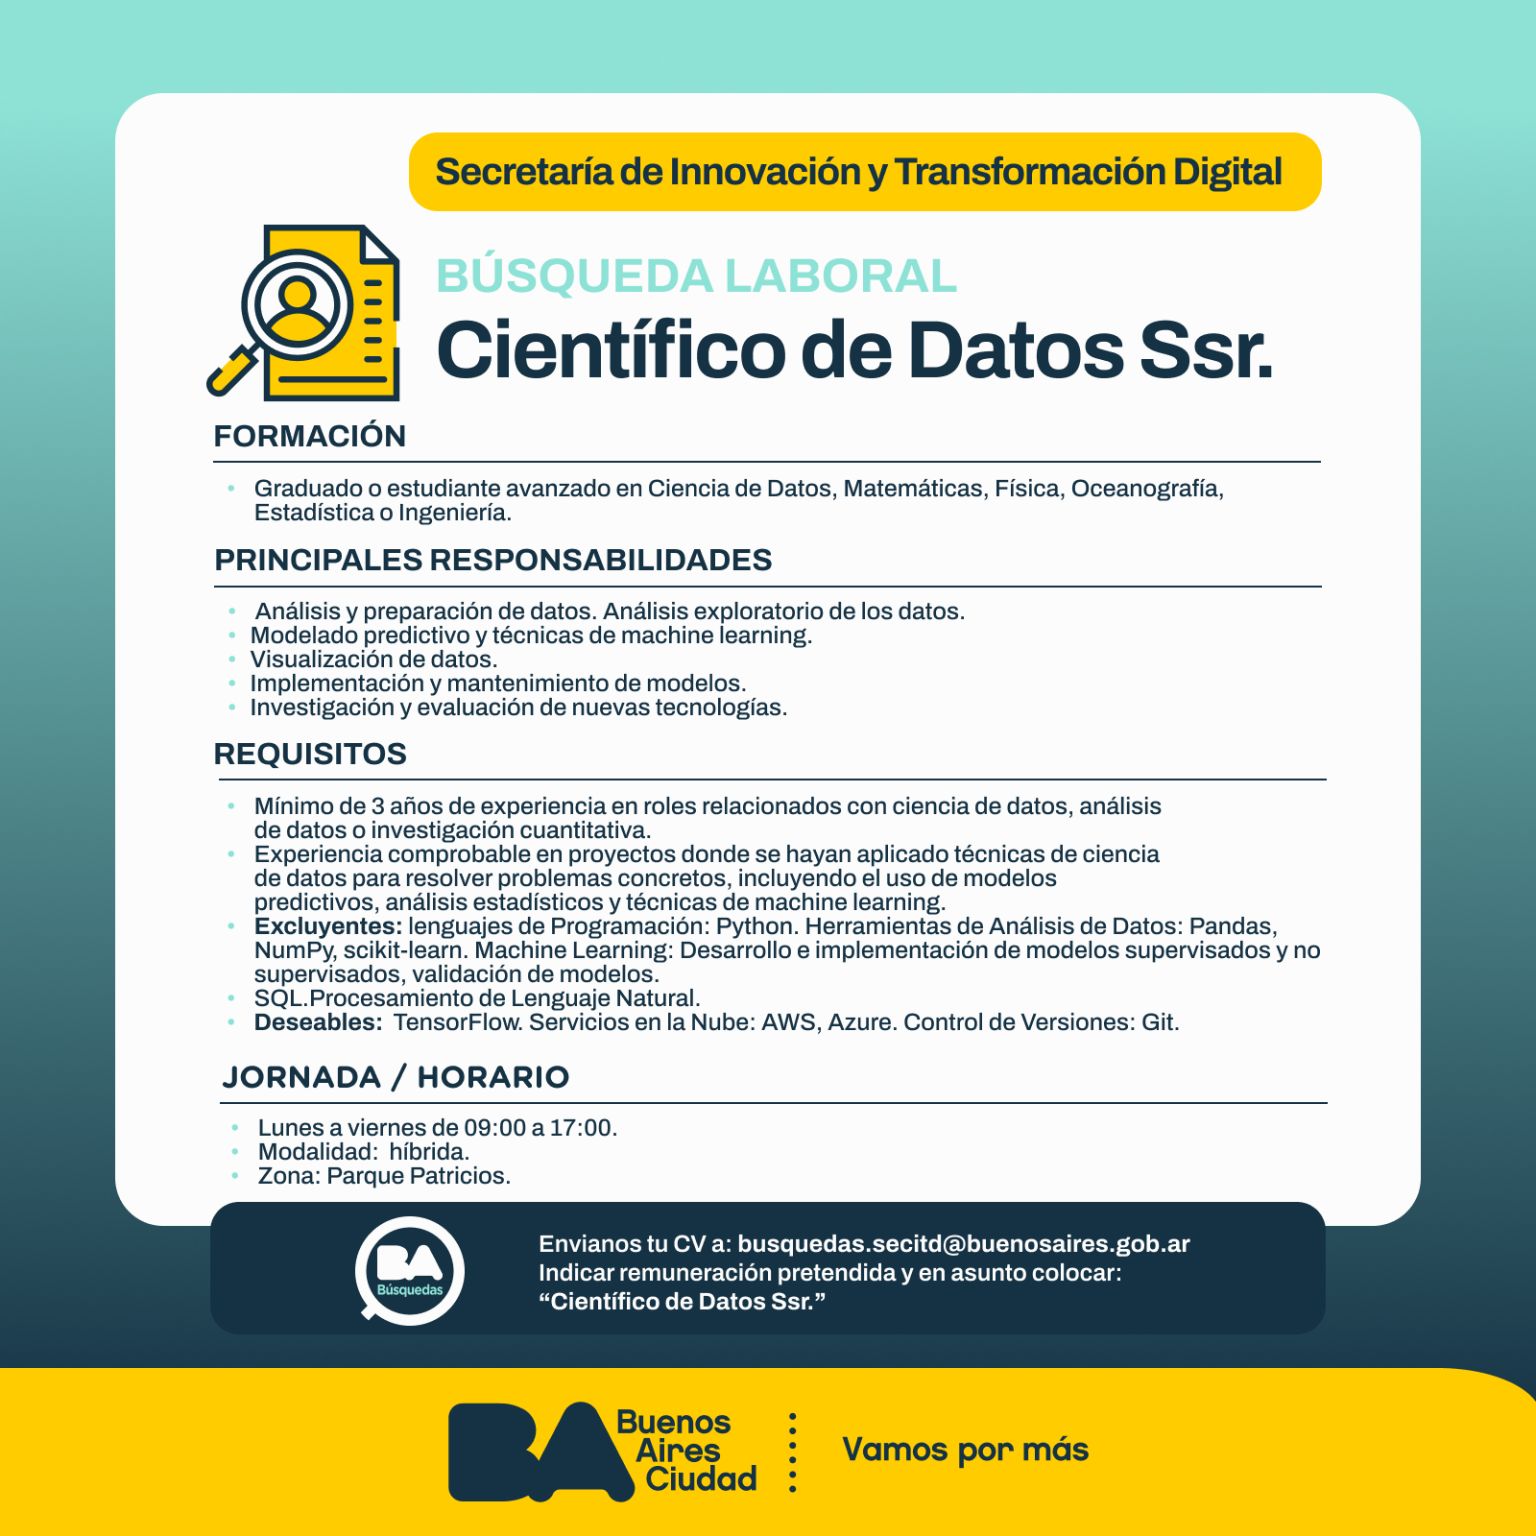 Secretaría de Innovación y Transformación Digital
BÚSQUEDA LABORAL
Científico de Datos Ssr.
FORMACIÓN
• Graduado o estudiante avanzado en Ciencia de Datos, Matemáticas, Física, Oceanografía,
Estadística o Ingeniería.
PRINCIPALES RESPONSABILIDADES
• Análisis y preparación de datos. Análisis exploratorio de los datos.
• Modelado predictivo y técnicas de machine learning.
• Visualización de datos.
• Implementación y mantenimiento de modelos.
• Investigación y evaluación de nuevas tecnologías.
REQUISITOS
• Mínimo de 3 años de experiencia en roles relacionados con ciencia de datos, análisis
de datos o investigación cuantitativa.
• Experiencia comprobable en proyectos donde se hayan aplicado técnicas de ciencia
de datos para resolver problemas concretos, incluyendo el uso de modelos
predictivos, análisis estadísticos y técnicas de machine learning.
• Excluyentes: lenguajes de Programación: Python. Herramientas de Análisis de Datos: Pandas,
NumPy, scikit-learn. Machine Learning: Desarrollo e implementación de modelos supervisados y no
supervisados, validación de modelos.
• SQL.Procesamiento de Lenguaje Natural.
• Deseables: TensorFlow. Servicios en la Nube: AWS, Azure. Control de Versiones: Git.
JORNADA / HORARIO
• Lunes a viernes de 09:00 a 17:00.
• Modalidad: híbrida.
• Zona: Parque Patricios.
BA
Búsquedas
Envianos tu CV a: busquedas.secitd@buenosaires.gob.ar
Indicar remuneración pretendida y en asunto colocar:
“Científico de Datos Ssr.”
BA
Buenos
Aires
Ciudad
Vamos por más